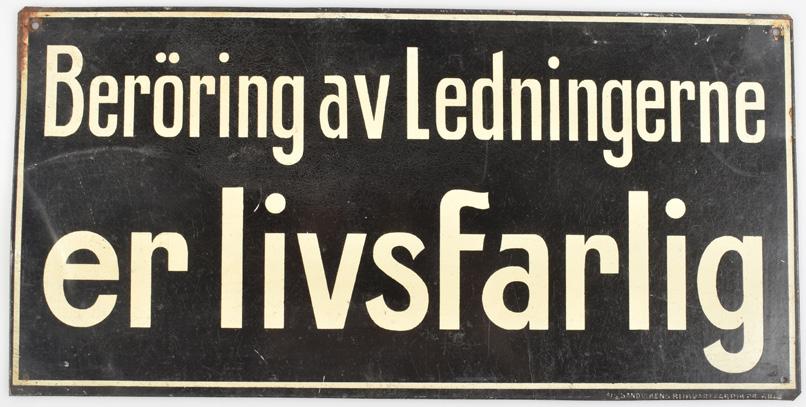 Beröring av Ledningerne
er livsfarlig